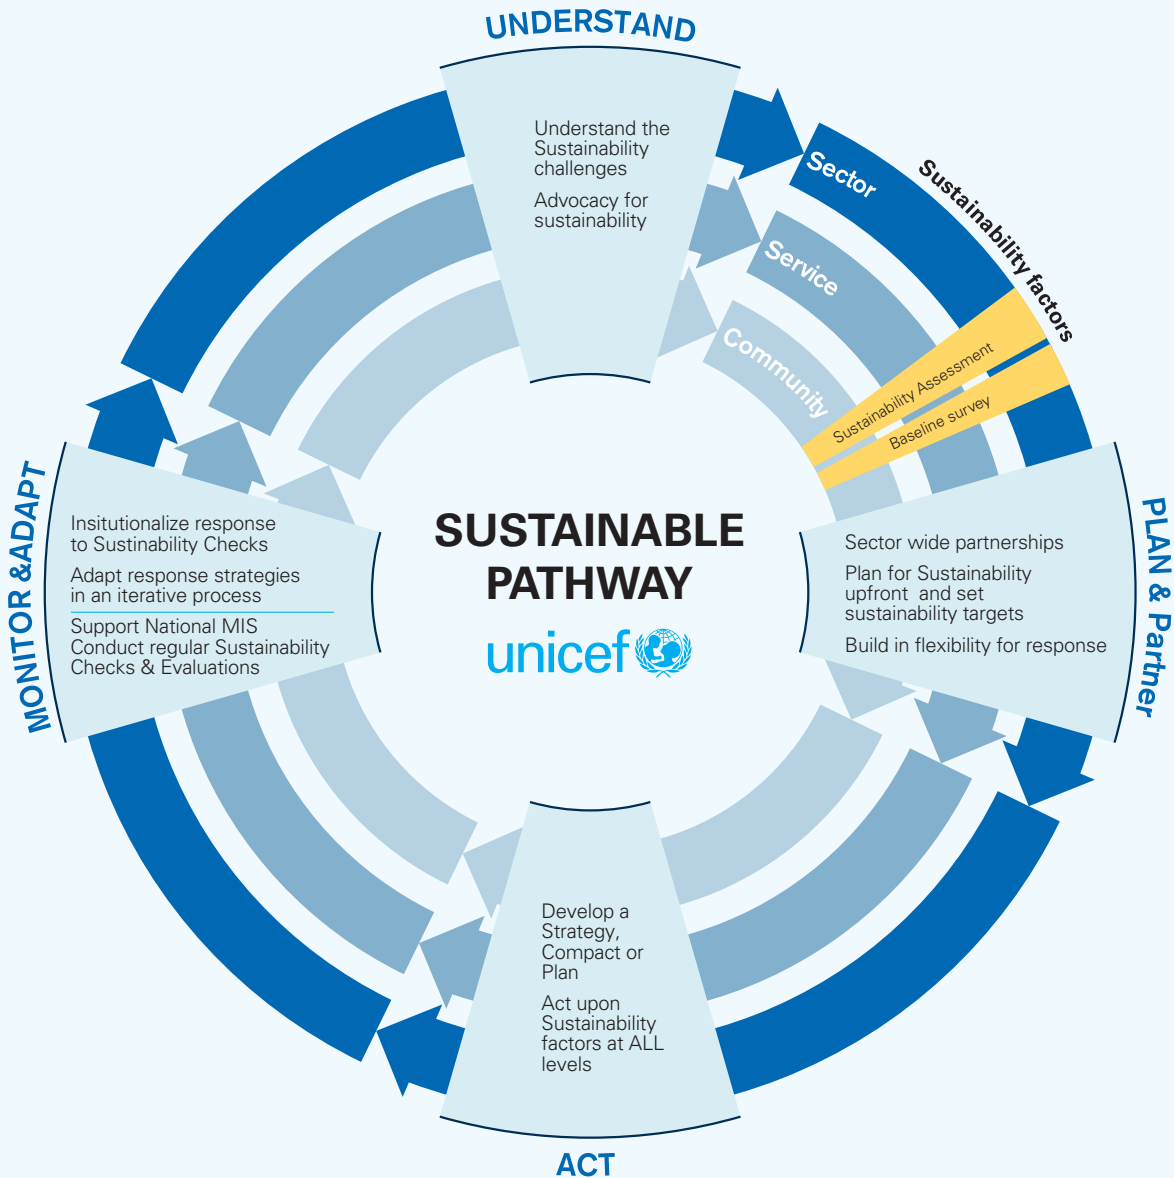 UNDERSTAND
Understand the
Sustainability
challenges
Advocacy for
sustainability
Sector
Service
Community
Sustainability factors
Sustainability Assessment
Baseline survey
PLAN & Partner
Sector wide partnerships
Plan for Sustainability
upfront and set
sustainability targets
Build in flexibility for response
ACT
Develop a
Strategy,
Compact or
Plan
Act upon
Sustainability
factors at ALL
levels
MONITOR &ADAPT
Insitutionalize response
to Sustinability Checks
Adapt response strategies
in an iterative process
Support National MIS
Conduct regular Sustainability
Checks & Evaluations
SUSTAINABLE
PATHWAY
unicef